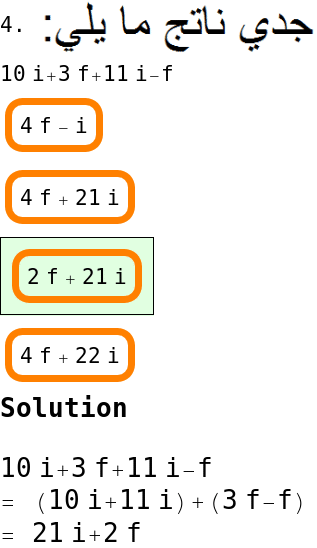 4. جدي ناتج ما يلي:
10 i+3 f+11 i−f
4 f − i
4 f + 21 i
2 f + 21 i
4 f + 22 i
Solution
10 i+3 f+11 i−f
= (10 i+11 i)+(3 f−f)
= 21 i+2 f